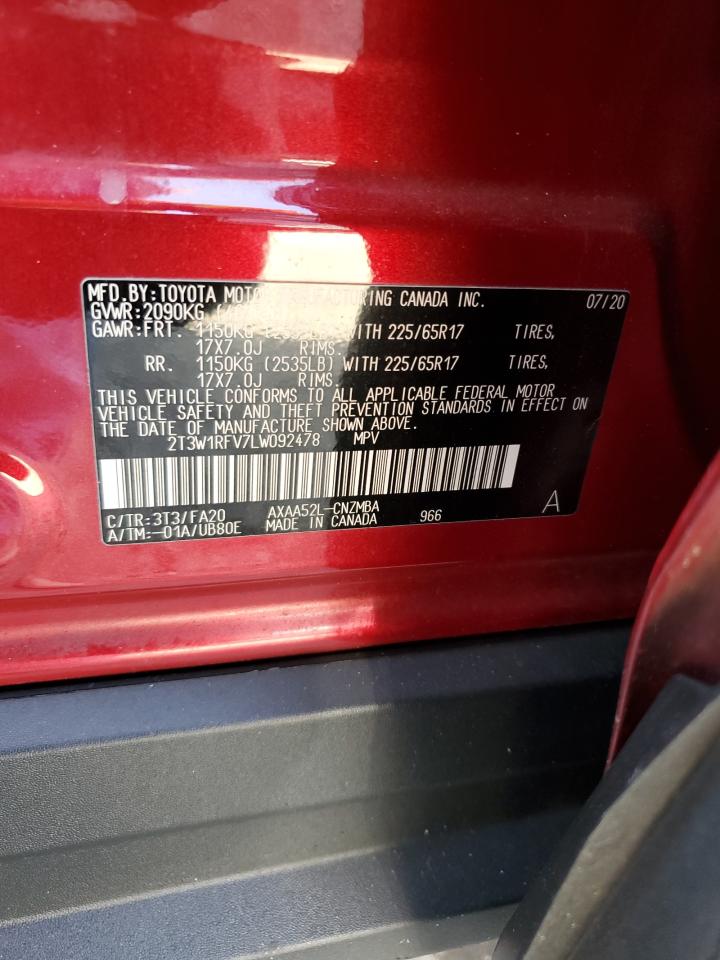 MFD.BY:TOYOTA MOTOR MANUFACTURING CANADA INC. 07/20
GVWR:2090KG
GAWR:FRT. 1150KG (2535LB) WITH 225/65R17 TIRES,
17X7.0J RIMS.
RR. 1150KG (2535LB) WITH 225/65R17 TIRES,
17X7.0J RIMS.
THIS VEHICLE CONFORMS TO ALL APPLICABLE FEDERAL MOTOR
VEHICLE SAFETY AND THEFT PREVENTION STANDARDS IN EFFECT ON
THE DATE OF MANUFACTURE SHOWN ABOVE.
2T3W1RFV7LW092478 MPV
C/TR:3T3/FA20 AXAA52L-CNZMBA 966 A
A/TM:-01A/UB80E MADE IN CANADA